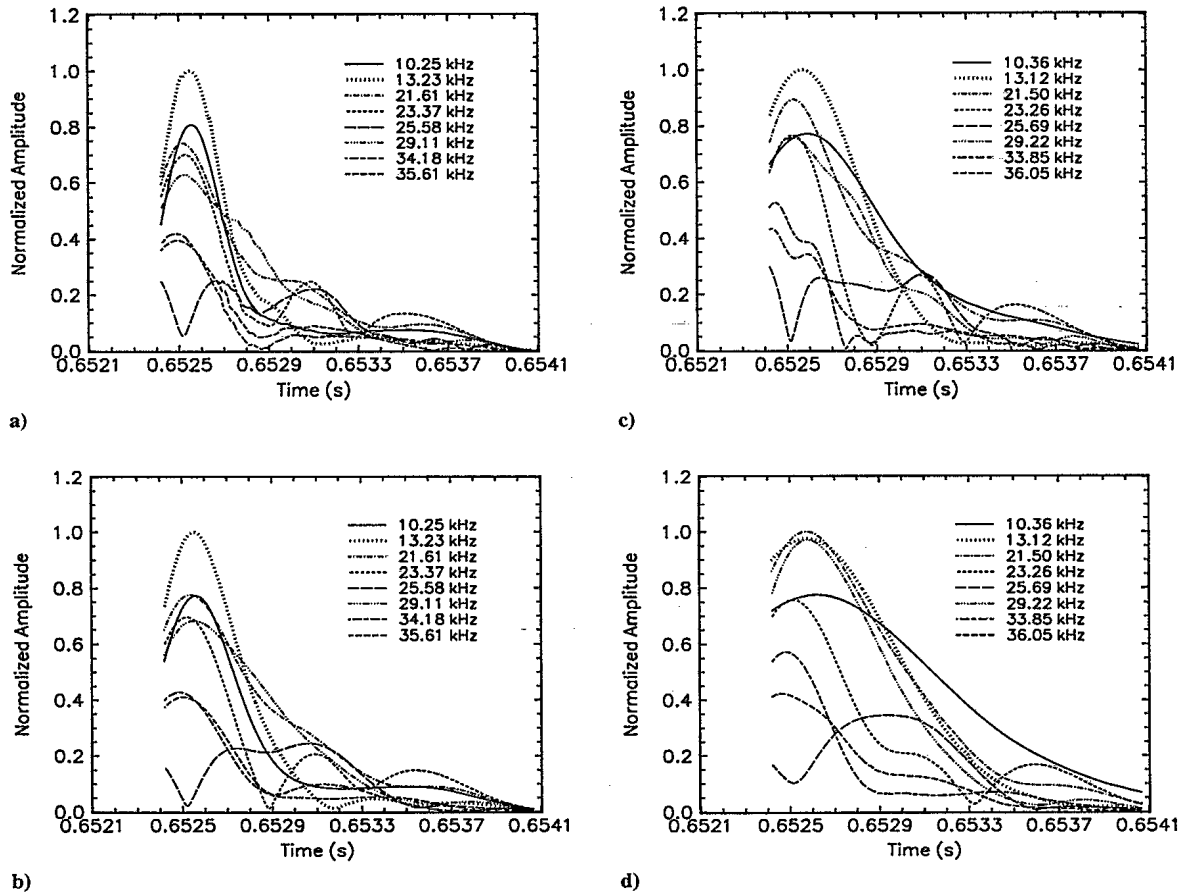 1.2
1.0
0.8
0.6
0.4
0.2
0.0
Normalized Amplitude
10.25 kHz
13.23 kHz
21.61 kHz
23.37 kHz
25.58 kHz
29.11 kHz
34.18 kHz
35.61 kHz
0.6521 0.6525 0.6529 0.6533 0.6537 0.6541
Time (s)
a)
1.2
1.0
0.8
0.6
0.4
0.2
0.0
Normalized Amplitude
10.36 kHz
13.12 kHz
21.50 kHz
23.26 kHz
25.69 kHz
29.22 kHz
33.85 kHz
36.05 kHz
0.6521 0.6525 0.6529 0.6533 0.6537 0.6541
Time (s)
c)
1.2
1.0
0.8
0.6
0.4
0.2
0.0
Normalized Amplitude
10.25 kHz
13.23 kHz
21.61 kHz
23.37 kHz
25.58 kHz
29.11 kHz
34.18 kHz
35.61 kHz
0.6521 0.6525 0.6529 0.6533 0.6537 0.6541
Time (s)
b)
1.2
1.0
0.8
0.6
0.4
0.2
0.0
Normalized Amplitude
10.36 kHz
13.12 kHz
21.50 kHz
23.26 kHz
25.69 kHz
29.22 kHz
33.85 kHz
36.05 kHz
0.6521 0.6525 0.6529 0.6533 0.6537 0.6541
Time (s)
d)